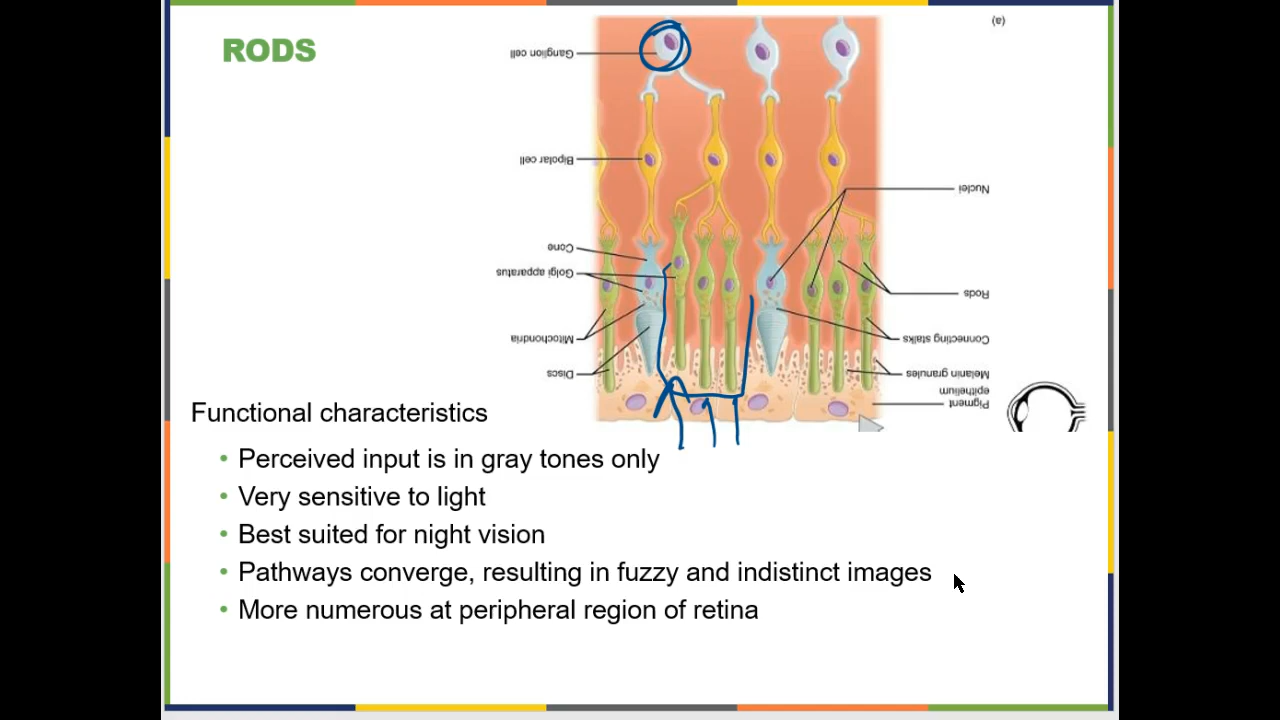 RODS
(a)
Ganglion cell
Bipolar cell
Nuclei
Cone
Golgi apparatus
Rods
Mitochondria
Connecting stalks
Discs
Melanin granules
Pigment
epithelium
Functional characteristics
• Perceived input is in gray tones only
• Very sensitive to light
• Best suited for night vision
• Pathways converge, resulting in fuzzy and indistinct images
• More numerous at peripheral region of retina